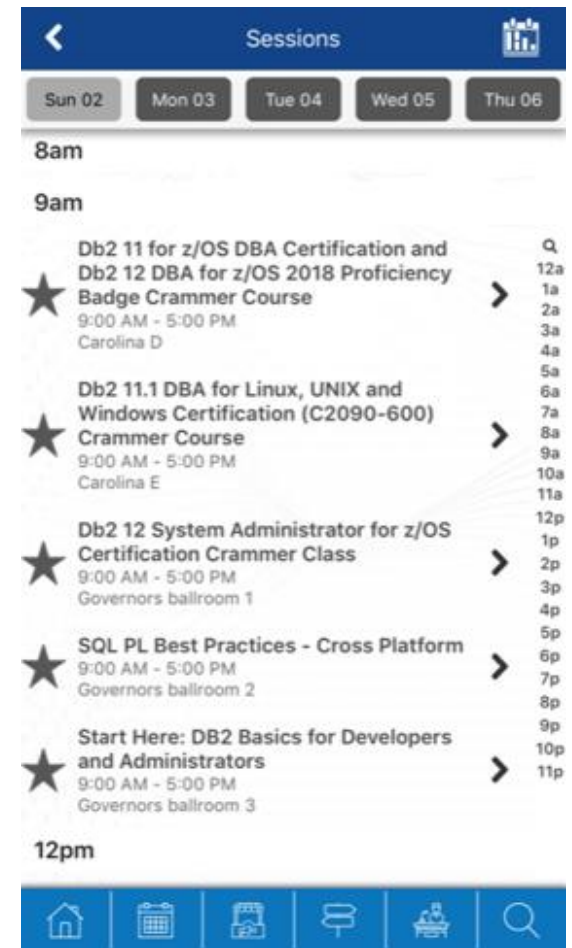 Sessions
Sun 02
Mon 03
Tue 04
Wed 05
Thu 06
8am
9am
Db2 11 for z/OS DBA Certification and
Db2 12 DBA for z/OS 2018 Proficiency
Badge Crammer Course
9:00 AM - 5:00 PM
Carolina D
Db2 11.1 DBA for Linux, UNIX and
Windows Certification (C2090-600)
Crammer Course
9:00 AM - 5:00 PM
Carolina E
Db2 12 System Administrator for z/OS
Certification Crammer Class
9:00 AM - 5:00 PM
Governors ballroom 1
SQL PL Best Practices - Cross Platform
9:00 AM - 5:00 PM
Governors ballroom 2
Start Here: DB2 Basics for Developers
and Administrators
9:00 AM - 5:00 PM
Governors ballroom 3
12pm
12a
1a
2a
3a
4a
5a
6a
7a
8a
9a
10a
11a
12p
1p
2p
3p
4p
5p
6p
7p
8p
9p
10p
11p